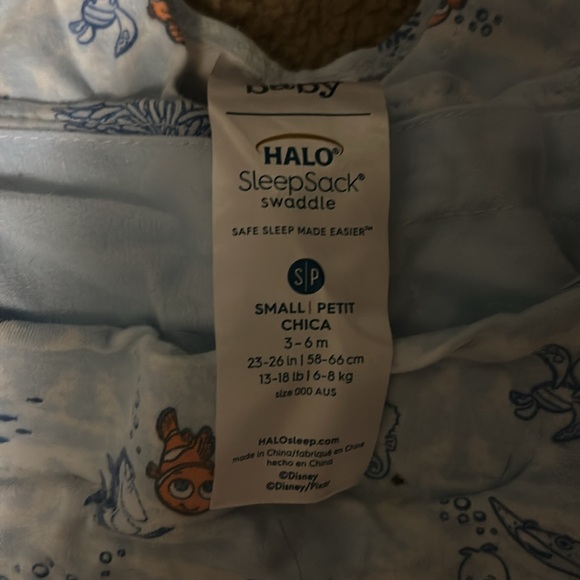 baby
HALO®
SleepSack®
swaddle
SAFE SLEEP MADE EASIER™
S|P
SMALL | PETIT
CHICA
3-6 m
23-26 in | 58-66 cm
13-18 lb | 6-8 kg
size 000 AUS
HALOsleep.com
made in China/fabriqué en Chine
hecho en China
©Disney
©Disney/Pixar